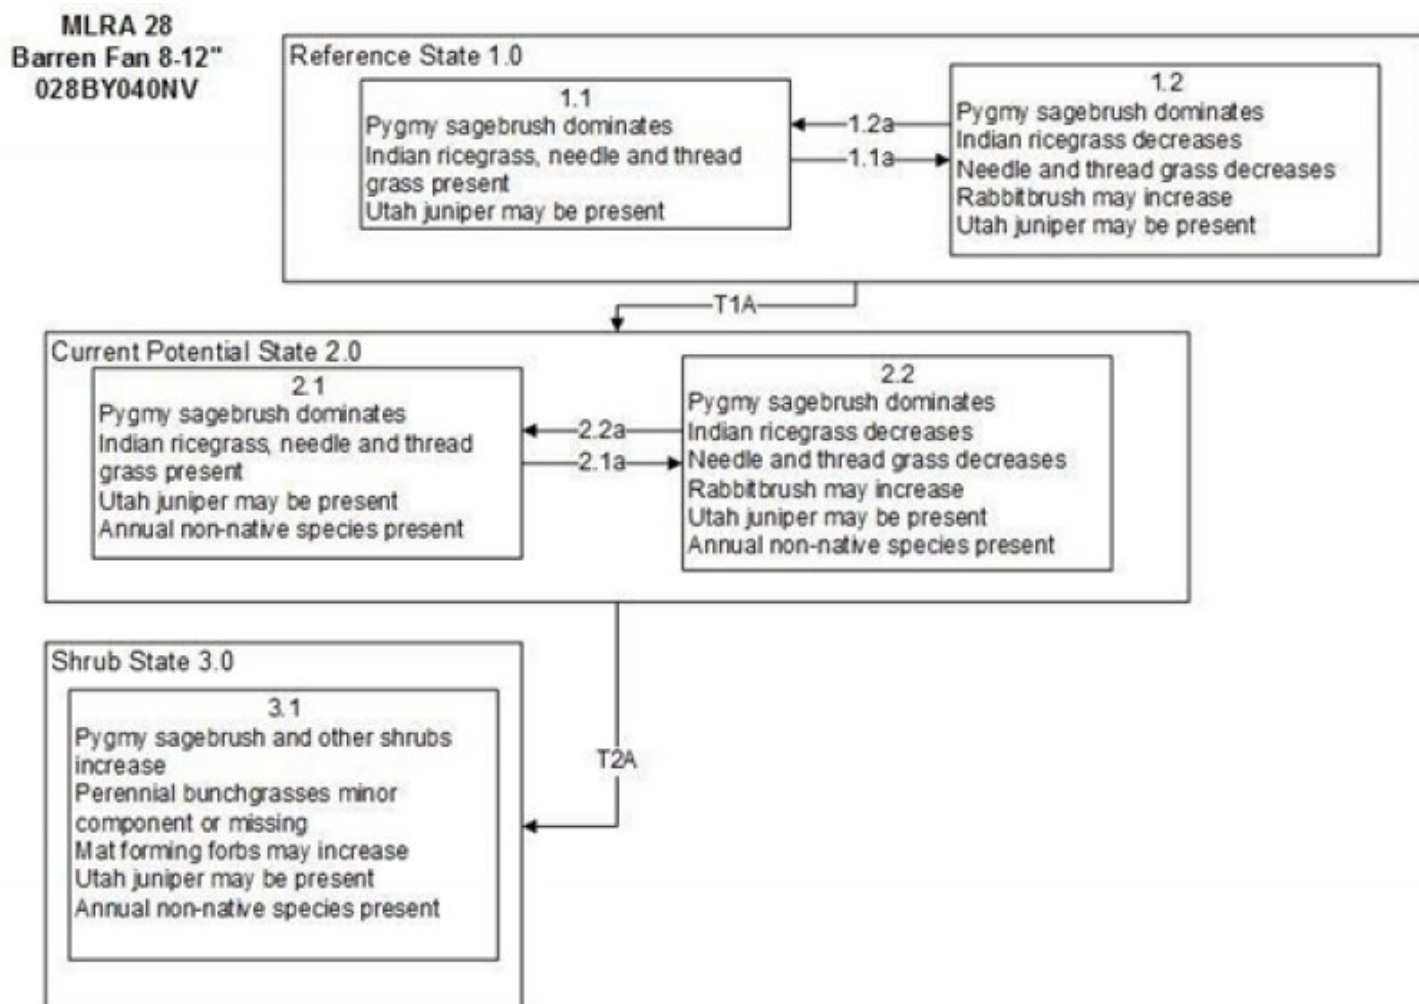 MLRA 28
Barren Fan 8-12"
028BY040NV
Reference State 1.0
1.1
Pygmy sagebrush dominates
Indian ricegrass, needle and thread
grass present
Utah juniper may be present
1.2a
1.1a
1.2
Pygmy sagebrush dominates
Indian ricegrass decreases
Needle and thread grass decreases
Rabbitbrush may increase
Utah juniper may be present
T1A
Current Potential State 2.0
2.1
Pygmy sagebrush dominates
Indian ricegrass, needle and thread
grass present
Utah juniper may be present
Annual non-native species present
2.2a
2.1a
2.2
Pygmy sagebrush dominates
Indian ricegrass decreases
Needle and thread grass decreases
Rabbitbrush may increase
Utah juniper may be present
Annual non-native species present
T2A
Shrub State 3.0
3.1
Pygmy sagebrush and other shrubs
increase
Perennial bunchgrasses minor
component or missing
Mat forming forbs may increase
Utah juniper may be present
Annual non-native species present